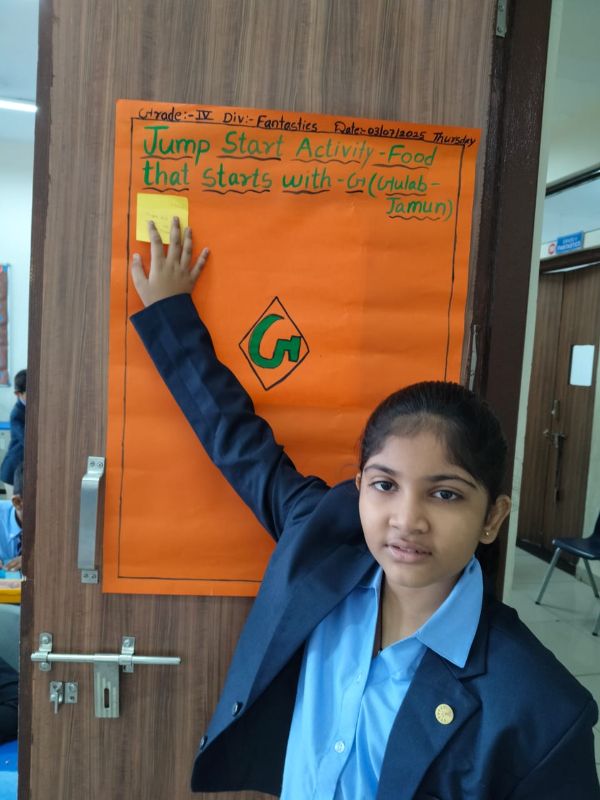 Grade:- IV Div:- Fantastics Date:- 03/07/2025 Thursday
Jump Start Activity - Food
that starts with - G (Gulab-
Jamun)
G